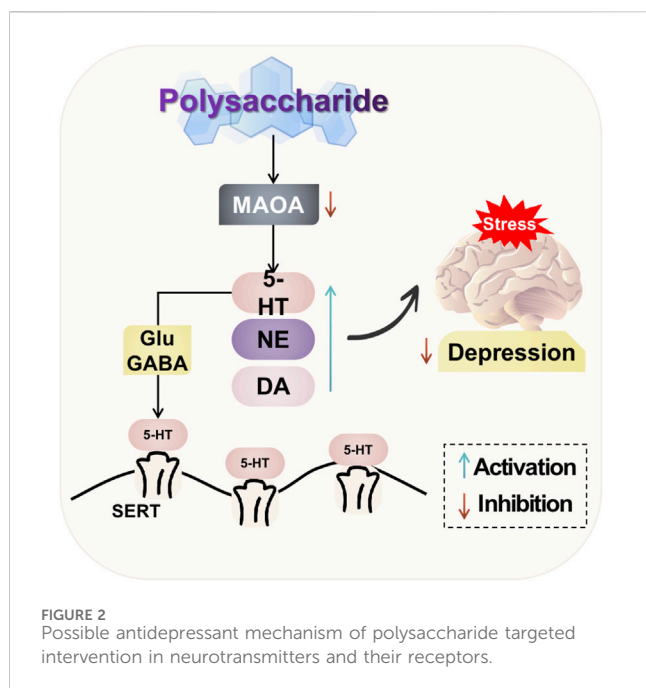 Polysaccharide
MAOA
Stress
5-
HT
NE
DA
Glu
GABA
Depression
5-HT
5-HT
5-HT
SERT
Activation
Inhibition
FIGURE 2
Possible antidepressant mechanism of polysaccharide targeted
intervention in neurotransmitters and their receptors.